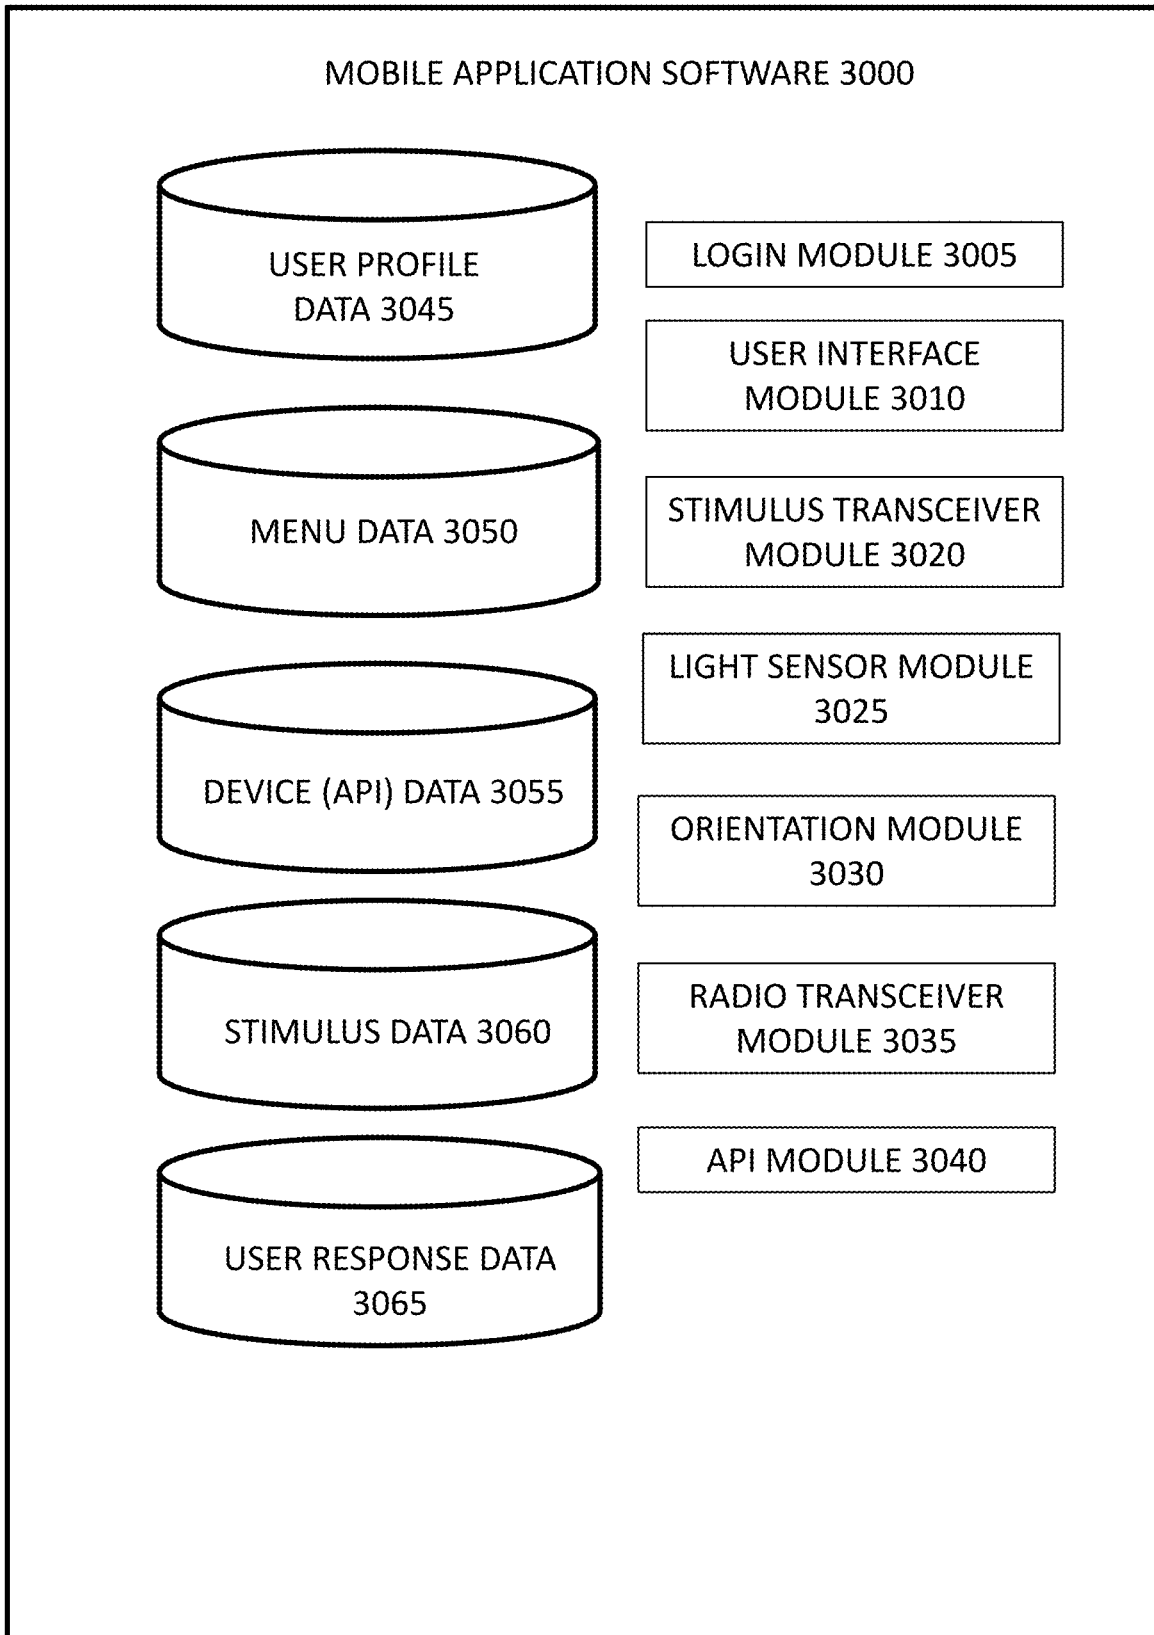 MOBILE APPLICATION SOFTWARE 3000
USER PROFILE
DATA 3045
MENU DATA 3050
DEVICE (API) DATA 3055
STIMULUS DATA 3060
USER RESPONSE DATA
3065
LOGIN MODULE 3005
USER INTERFACE
MODULE 3010
STIMULUS TRANSCEIVER
MODULE 3020
LIGHT SENSOR MODULE
3025
ORIENTATION MODULE
3030
RADIO TRANSCEIVER
MODULE 3035
API MODULE 3040